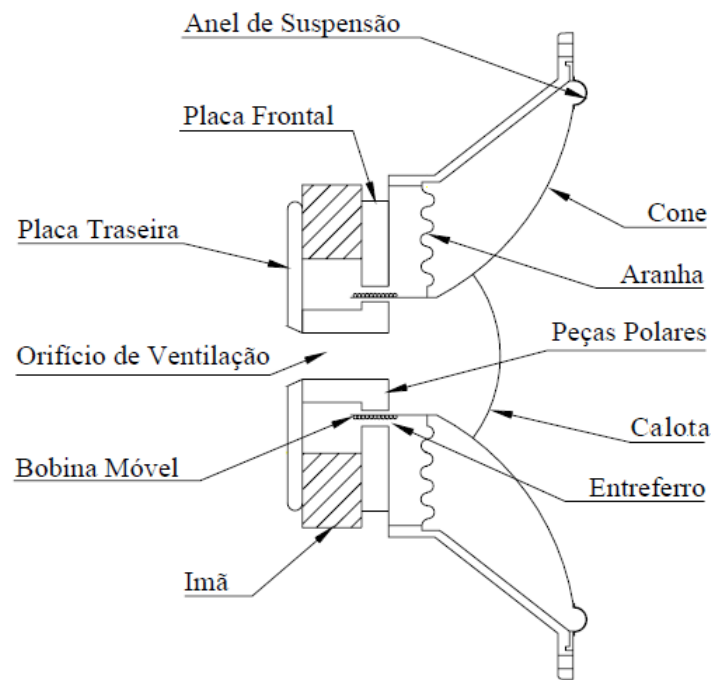 Anel de Suspensão
Placa Frontal
Placa Traseira
Cone
Aranha
Orifício de Ventilação
Peças Polares
Calota
Bobina Móvel
Entreferro
Imã